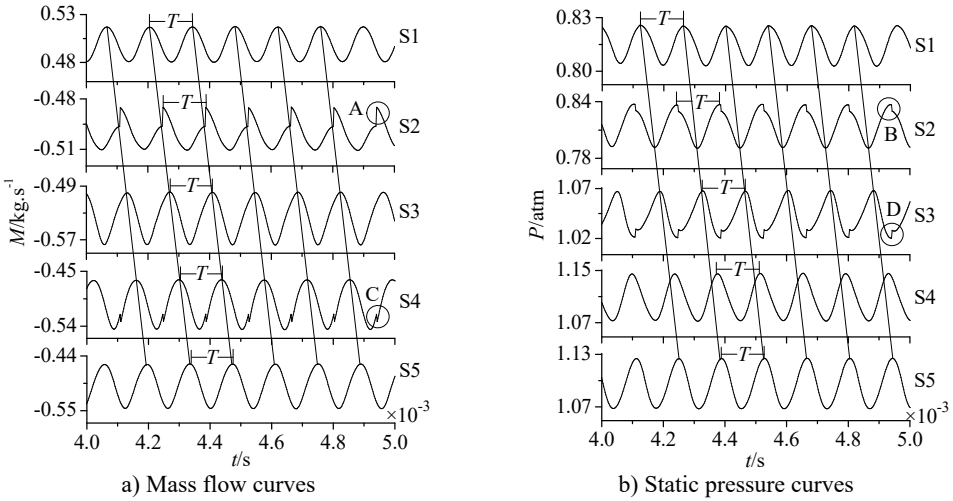 0.53
0.48
T
S1
-0.48
-0.51
T
A
S2
-0.49
-0.57
T
S3
-0.45
-0.54
T
C
S4
-0.44
-0.55
T
S5
×10⁻³
M/kg.s⁻¹
4.0 4.2 4.4 4.6 4.8 5.0
t/s
a) Mass flow curves
0.83
0.80
T
S1
0.84
0.78
T
B
S2
1.07
1.02
T
D
S3
1.15
1.07
T
S4
1.13
1.07
T
S5
×10⁻³
P/atm
4.0 4.2 4.4 4.6 4.8 5.0
t/s
b) Static pressure curves